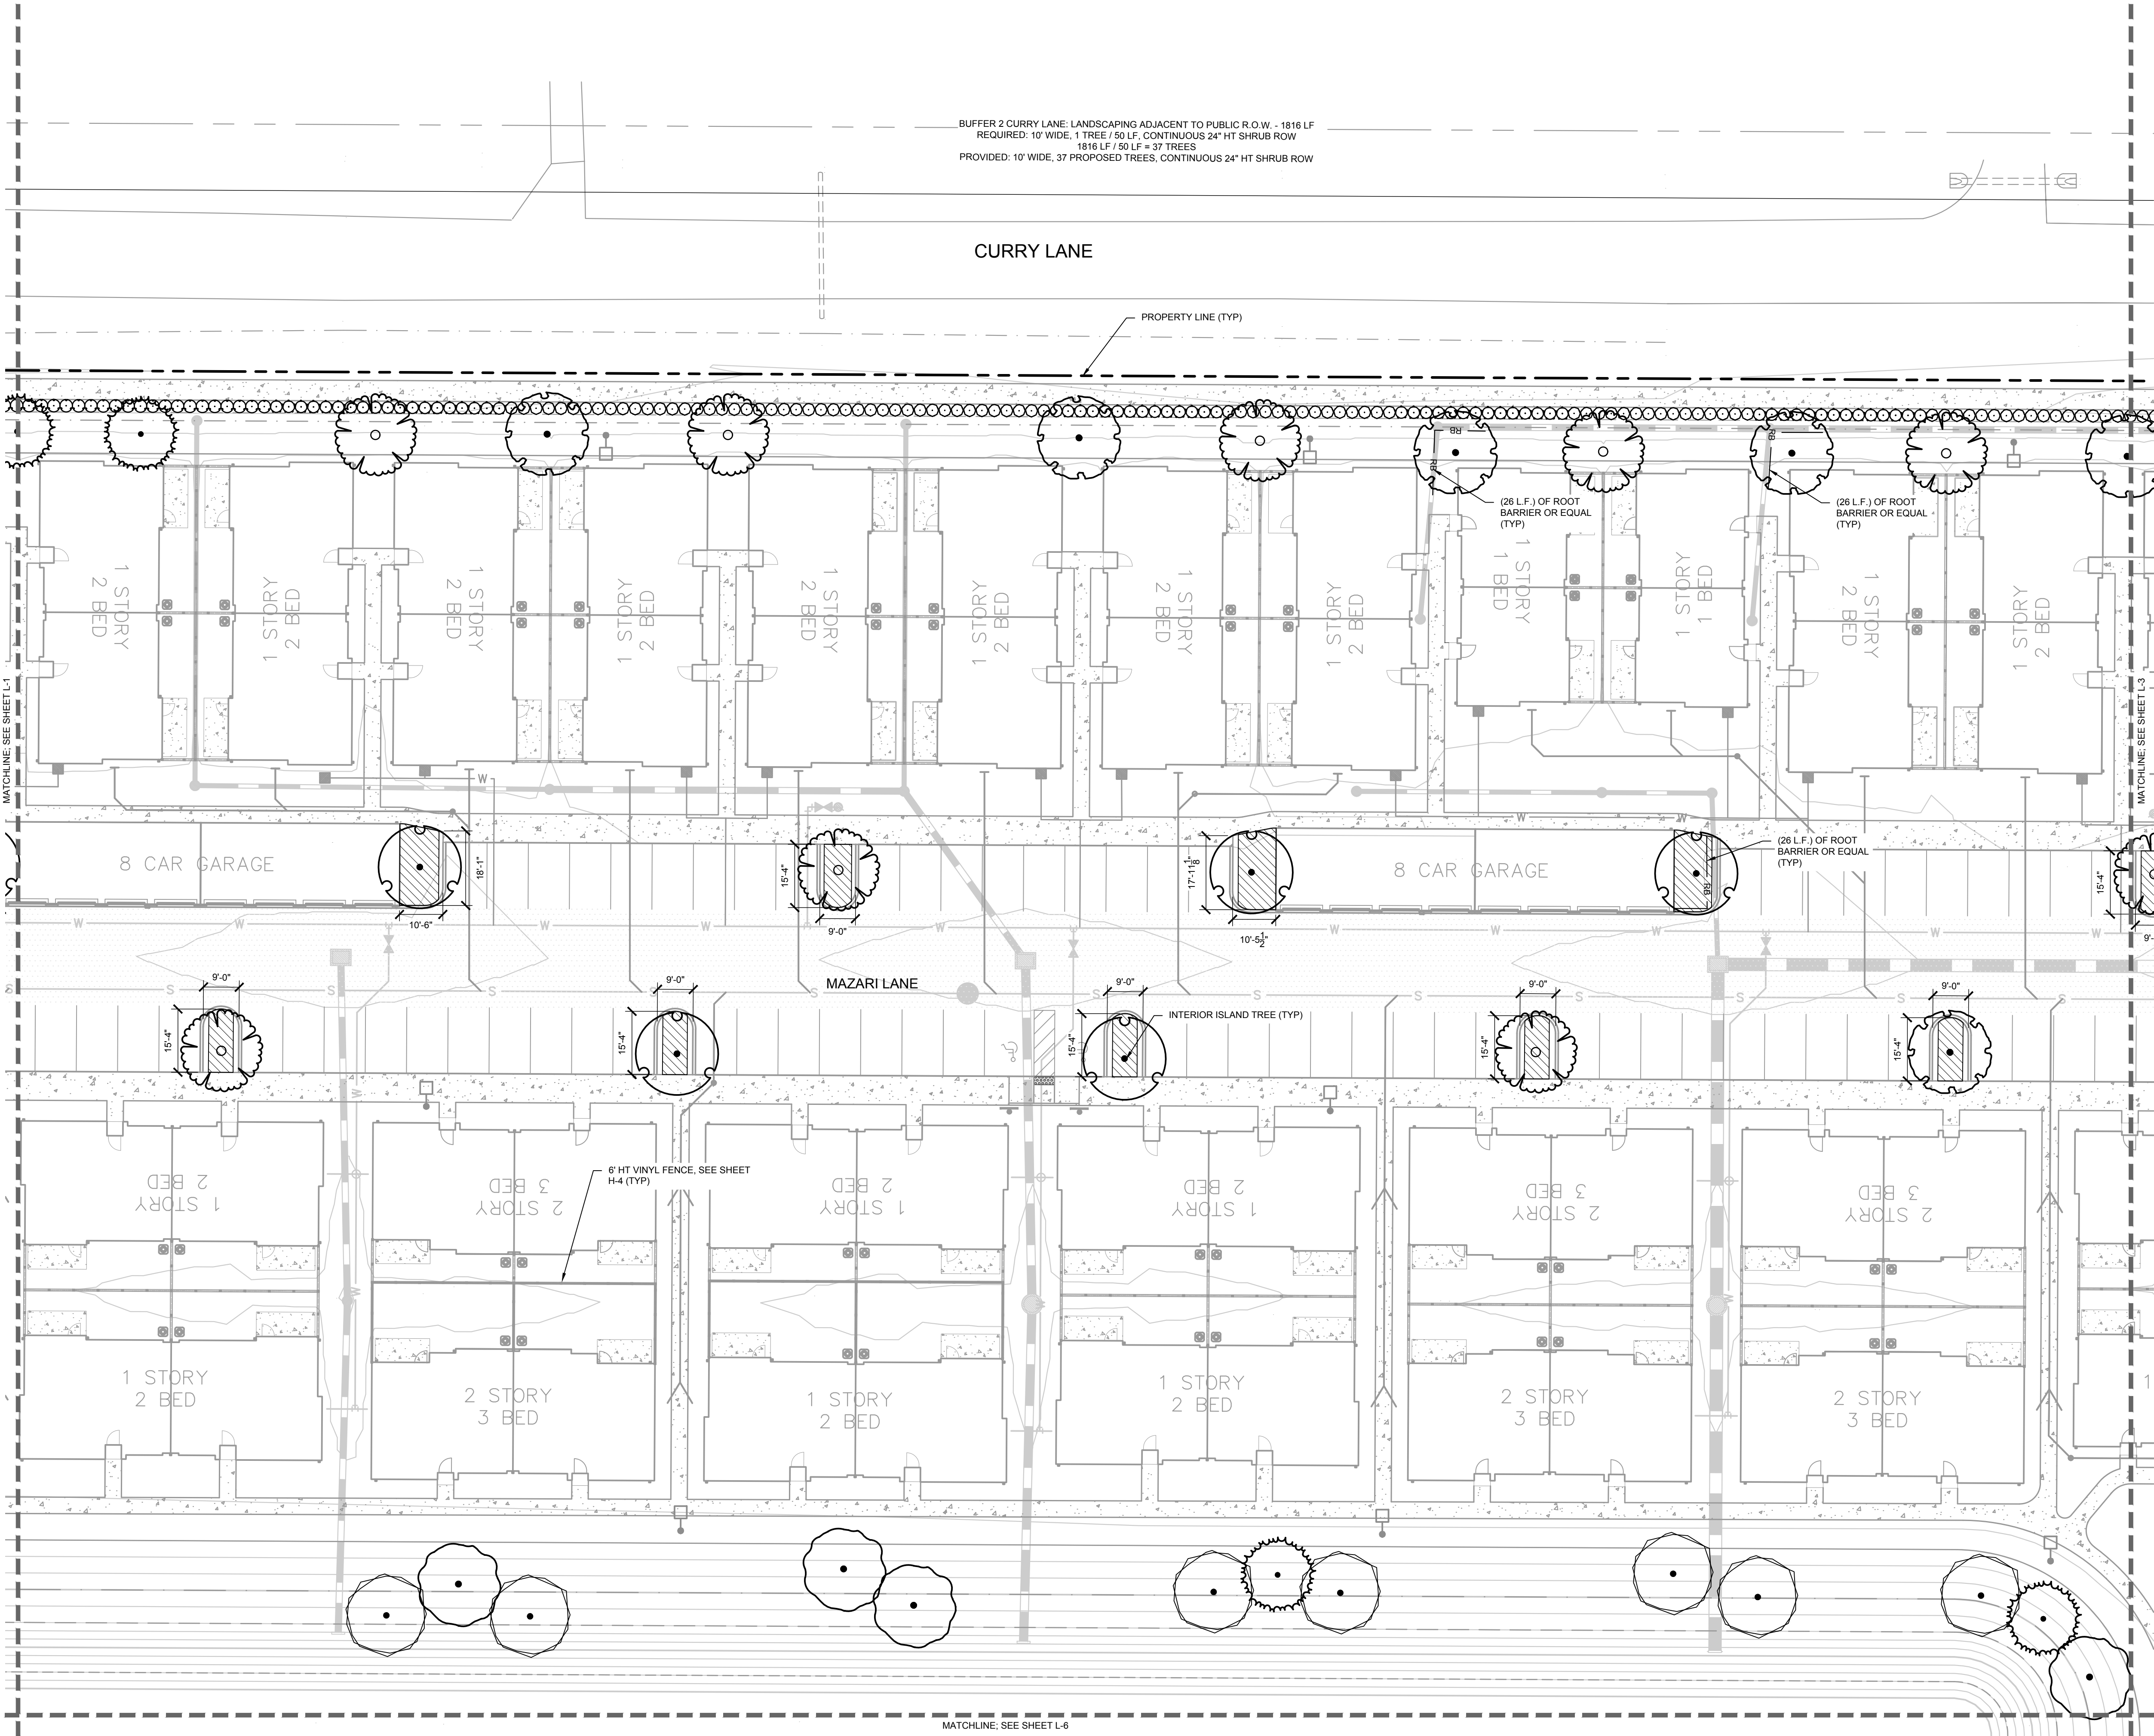 BUFFER 2 CURRY LANE: LANDSCAPING ADJACENT TO PUBLIC R.O.W. - 1816 LF
REQUIRED: 10' WIDE, 1 TREE / 50 LF, CONTINUOUS 24" HT SHRUB ROW
1816 LF / 50 LF = 37 TREES
PROVIDED: 10' WIDE, 37 PROPOSED TREES, CONTINUOUS 24" HT SHRUB ROW
CURRY LANE
PROPERTY LINE (TYP)
RB
RB
RB
RB
(26 L.F.) OF ROOT
BARRIER OR EQUAL
(TYP)
(26 L.F.) OF ROOT
BARRIER OR EQUAL
(TYP)
1 STORY
2 BED
1 STORY
2 BED
1 STORY
2 BED
1 STORY
2 BED
1 STORY
2 BED
1 STORY
2 BED
1 STORY
2 BED
1 STORY
2 BED
1 STORY
1 BED
1 STORY
1 BED
1 STORY
2 BED
1 STORY
2 BED
MATCHLINE; SEE SHEET L-1
MATCHLINE; SEE SHEET L-3
W
W
W
8 CAR GARAGE
18'-1"
10'-6"
15'-4"
9'-0"
17'-11 1/8"
10'-5 1/2"
8 CAR GARAGE
RB
(26 L.F.) OF ROOT
BARRIER OR EQUAL
(TYP)
15'-4"
9'-
W
W
W
W
W
W
W
W
W
W
MAZARI LANE
S
S
S
S
S
S
S
S
S
S
S
S
S
9'-0"
15'-4"
9'-0"
15'-4"
9'-0"
15'-4"
INTERIOR ISLAND TREE (TYP)
9'-0"
15'-4"
9'-0"
15'-4"
W
W
W
W
6' HT VINYL FENCE, SEE SHEET
H-4 (TYP)
1 STORY
2 BED
2 STORY
3 BED
1 STORY
2 BED
1 STORY
2 BED
2 STORY
3 BED
2 STORY
3 BED
1 STORY
2 BED
2 STORY
3 BED
1 STORY
2 BED
1 STORY
2 BED
2 STORY
3 BED
2 STORY
3 BED
1
MATCHLINE; SEE SHEET L-6